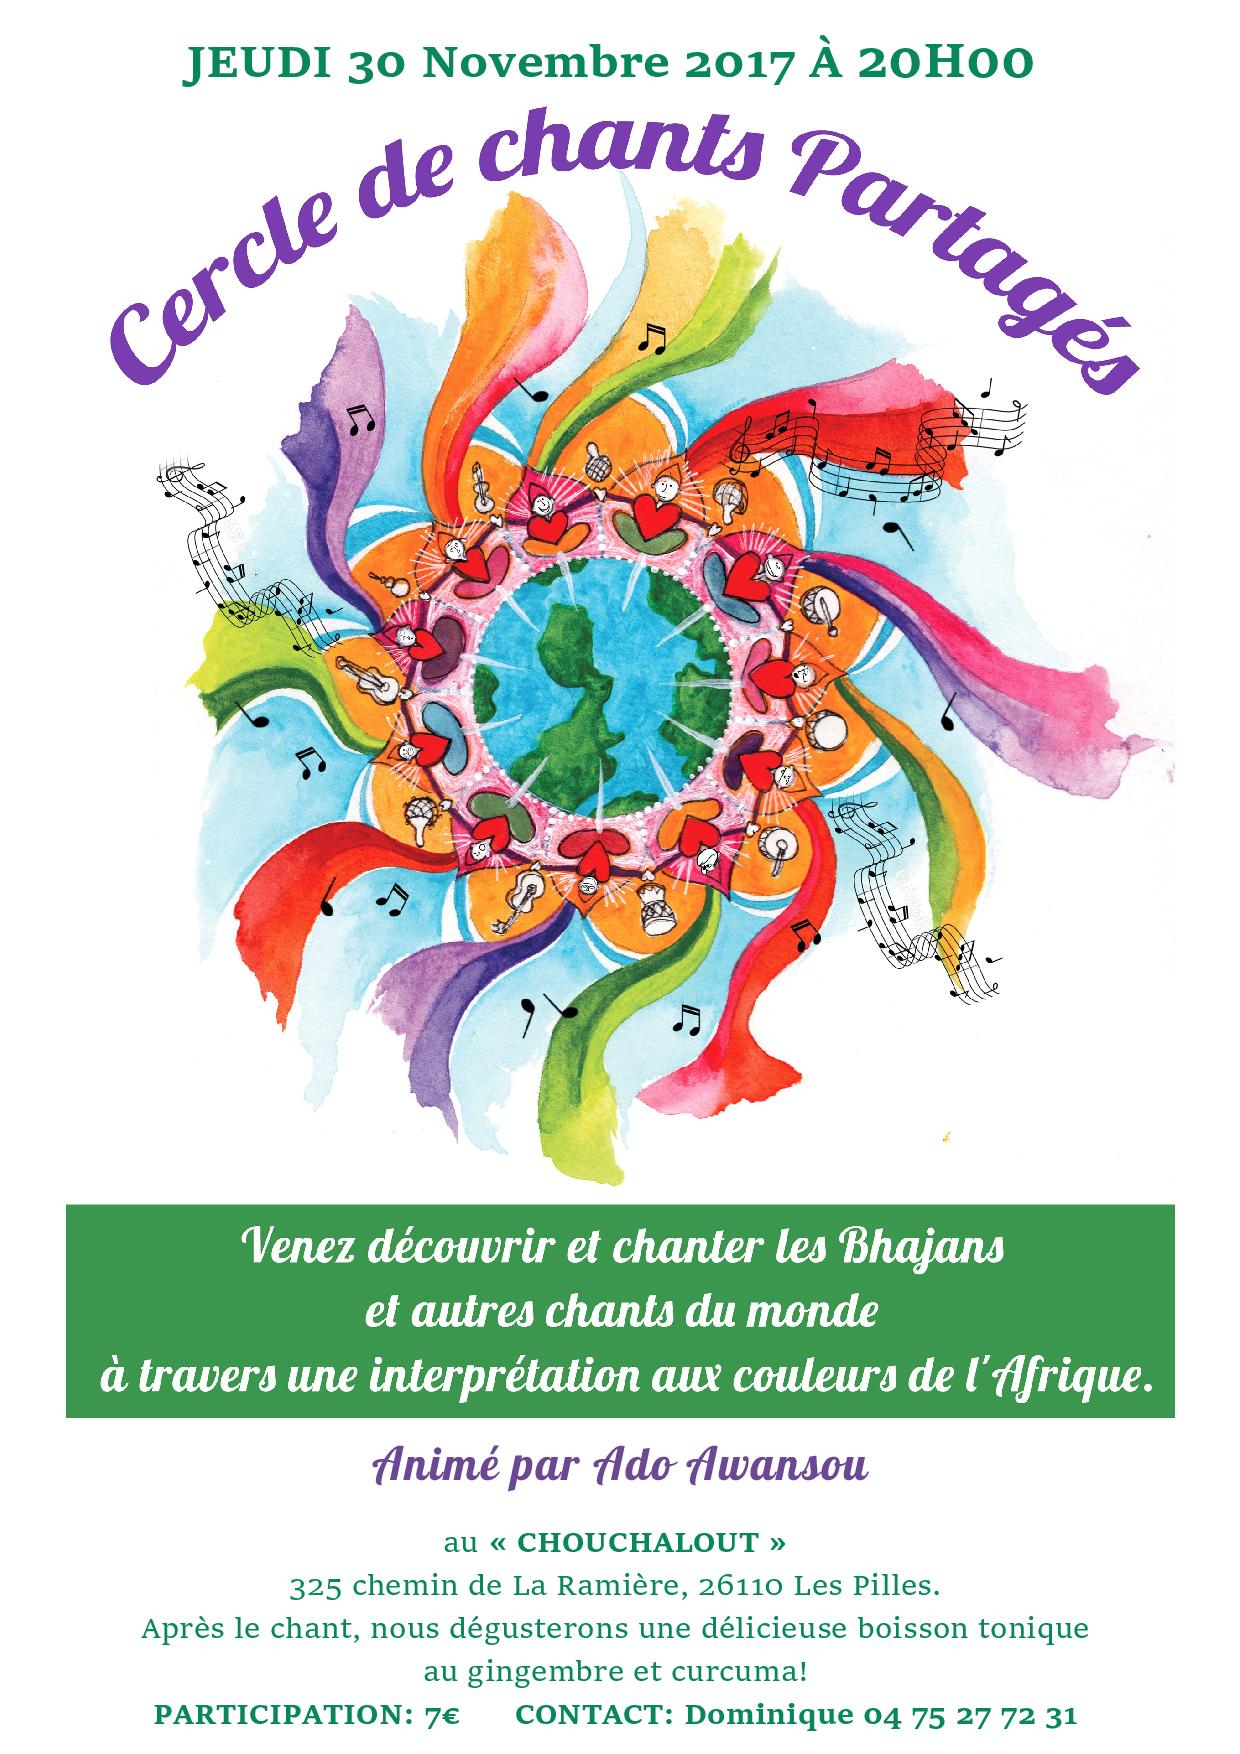 JEUDI 30 Novembre 2017 À 20H00
Cercle de chants Partagés
Venez découvrir et chanter les Bhajans
et autres chants du monde
à travers une interprétation aux couleurs de l'Afrique.
Animé par Ado Awansou
au « CHOUCHALOUT »
325 chemin de La Ramière, 26110 Les Pilles.
Après le chant, nous dégusterons une délicieuse boisson tonique
au gingembre et curcuma!
PARTICIPATION: 7€ CONTACT: Dominique 04 75 27 72 31